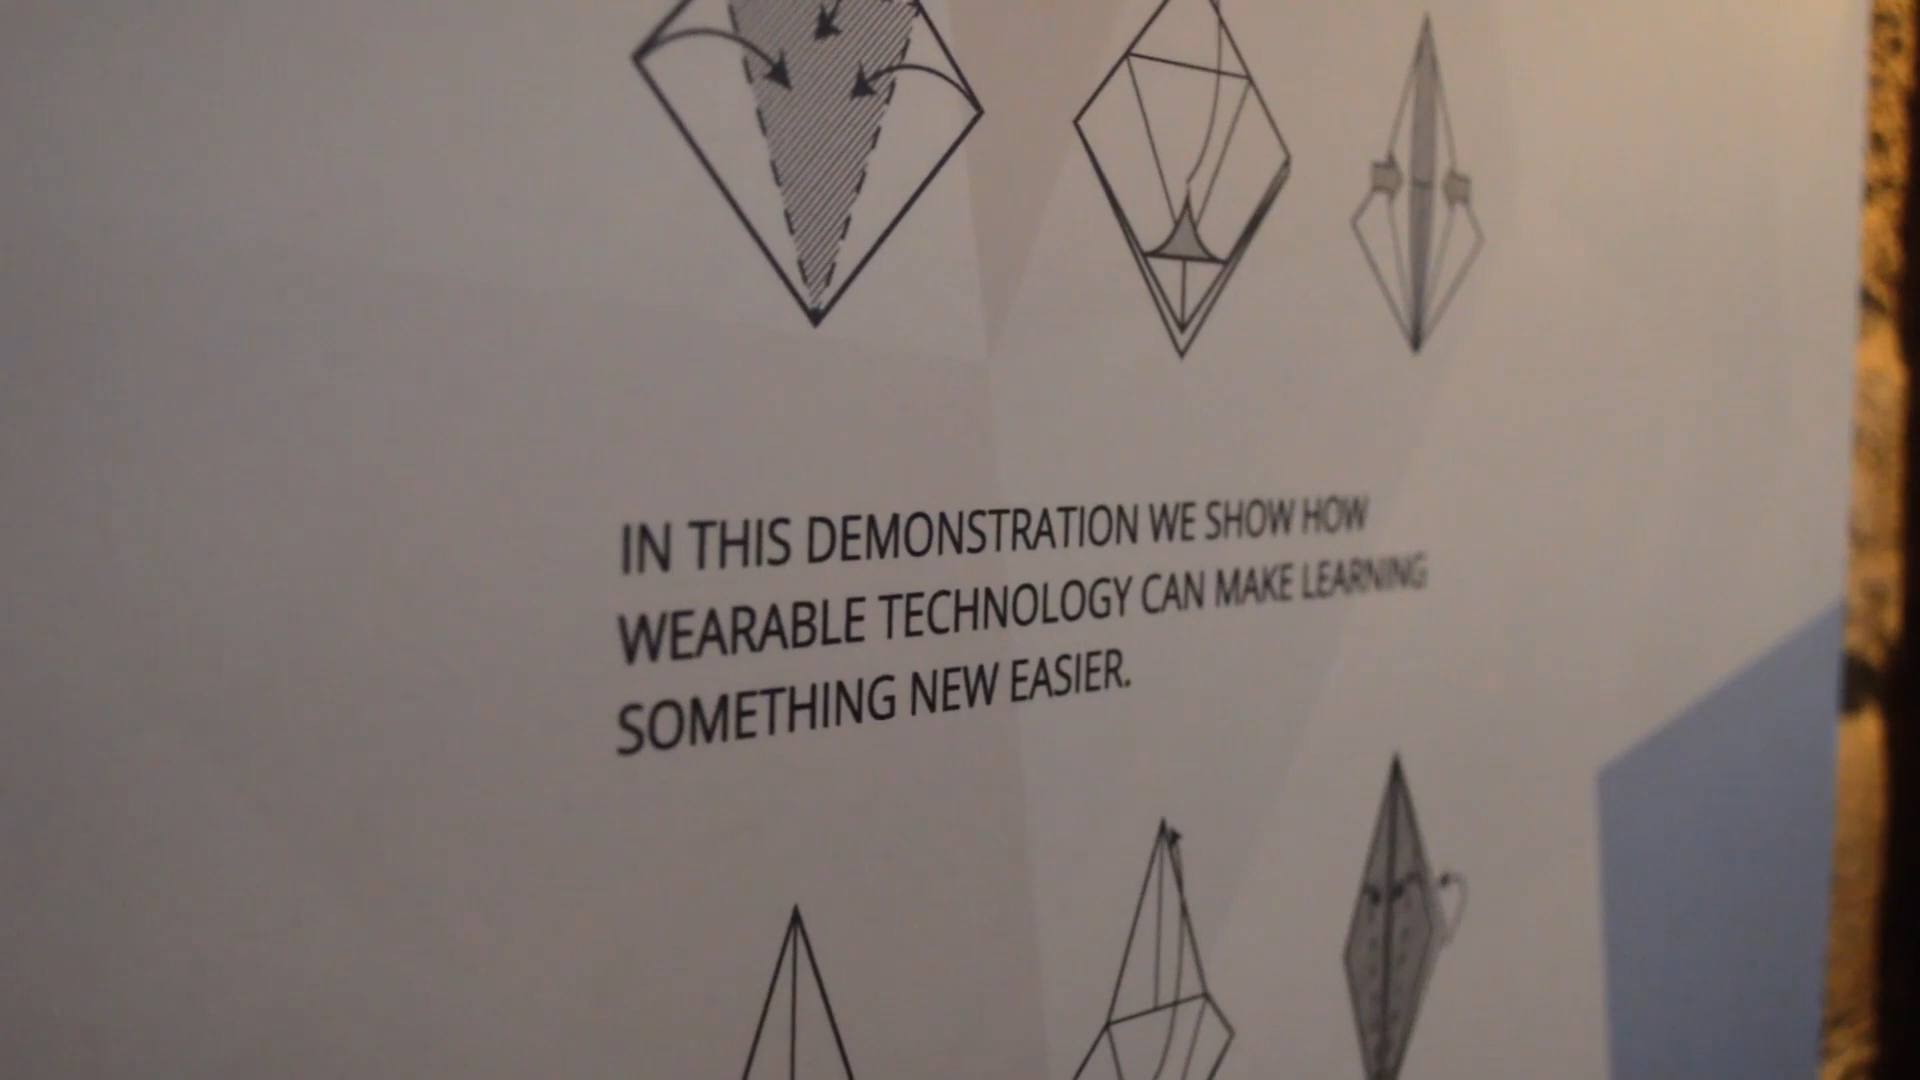 IN THIS DEMONSTRATION WE SHOW HOW
WEARABLE TECHNOLOGY CAN MAKE LEARNING
SOMETHING NEW EASIER.